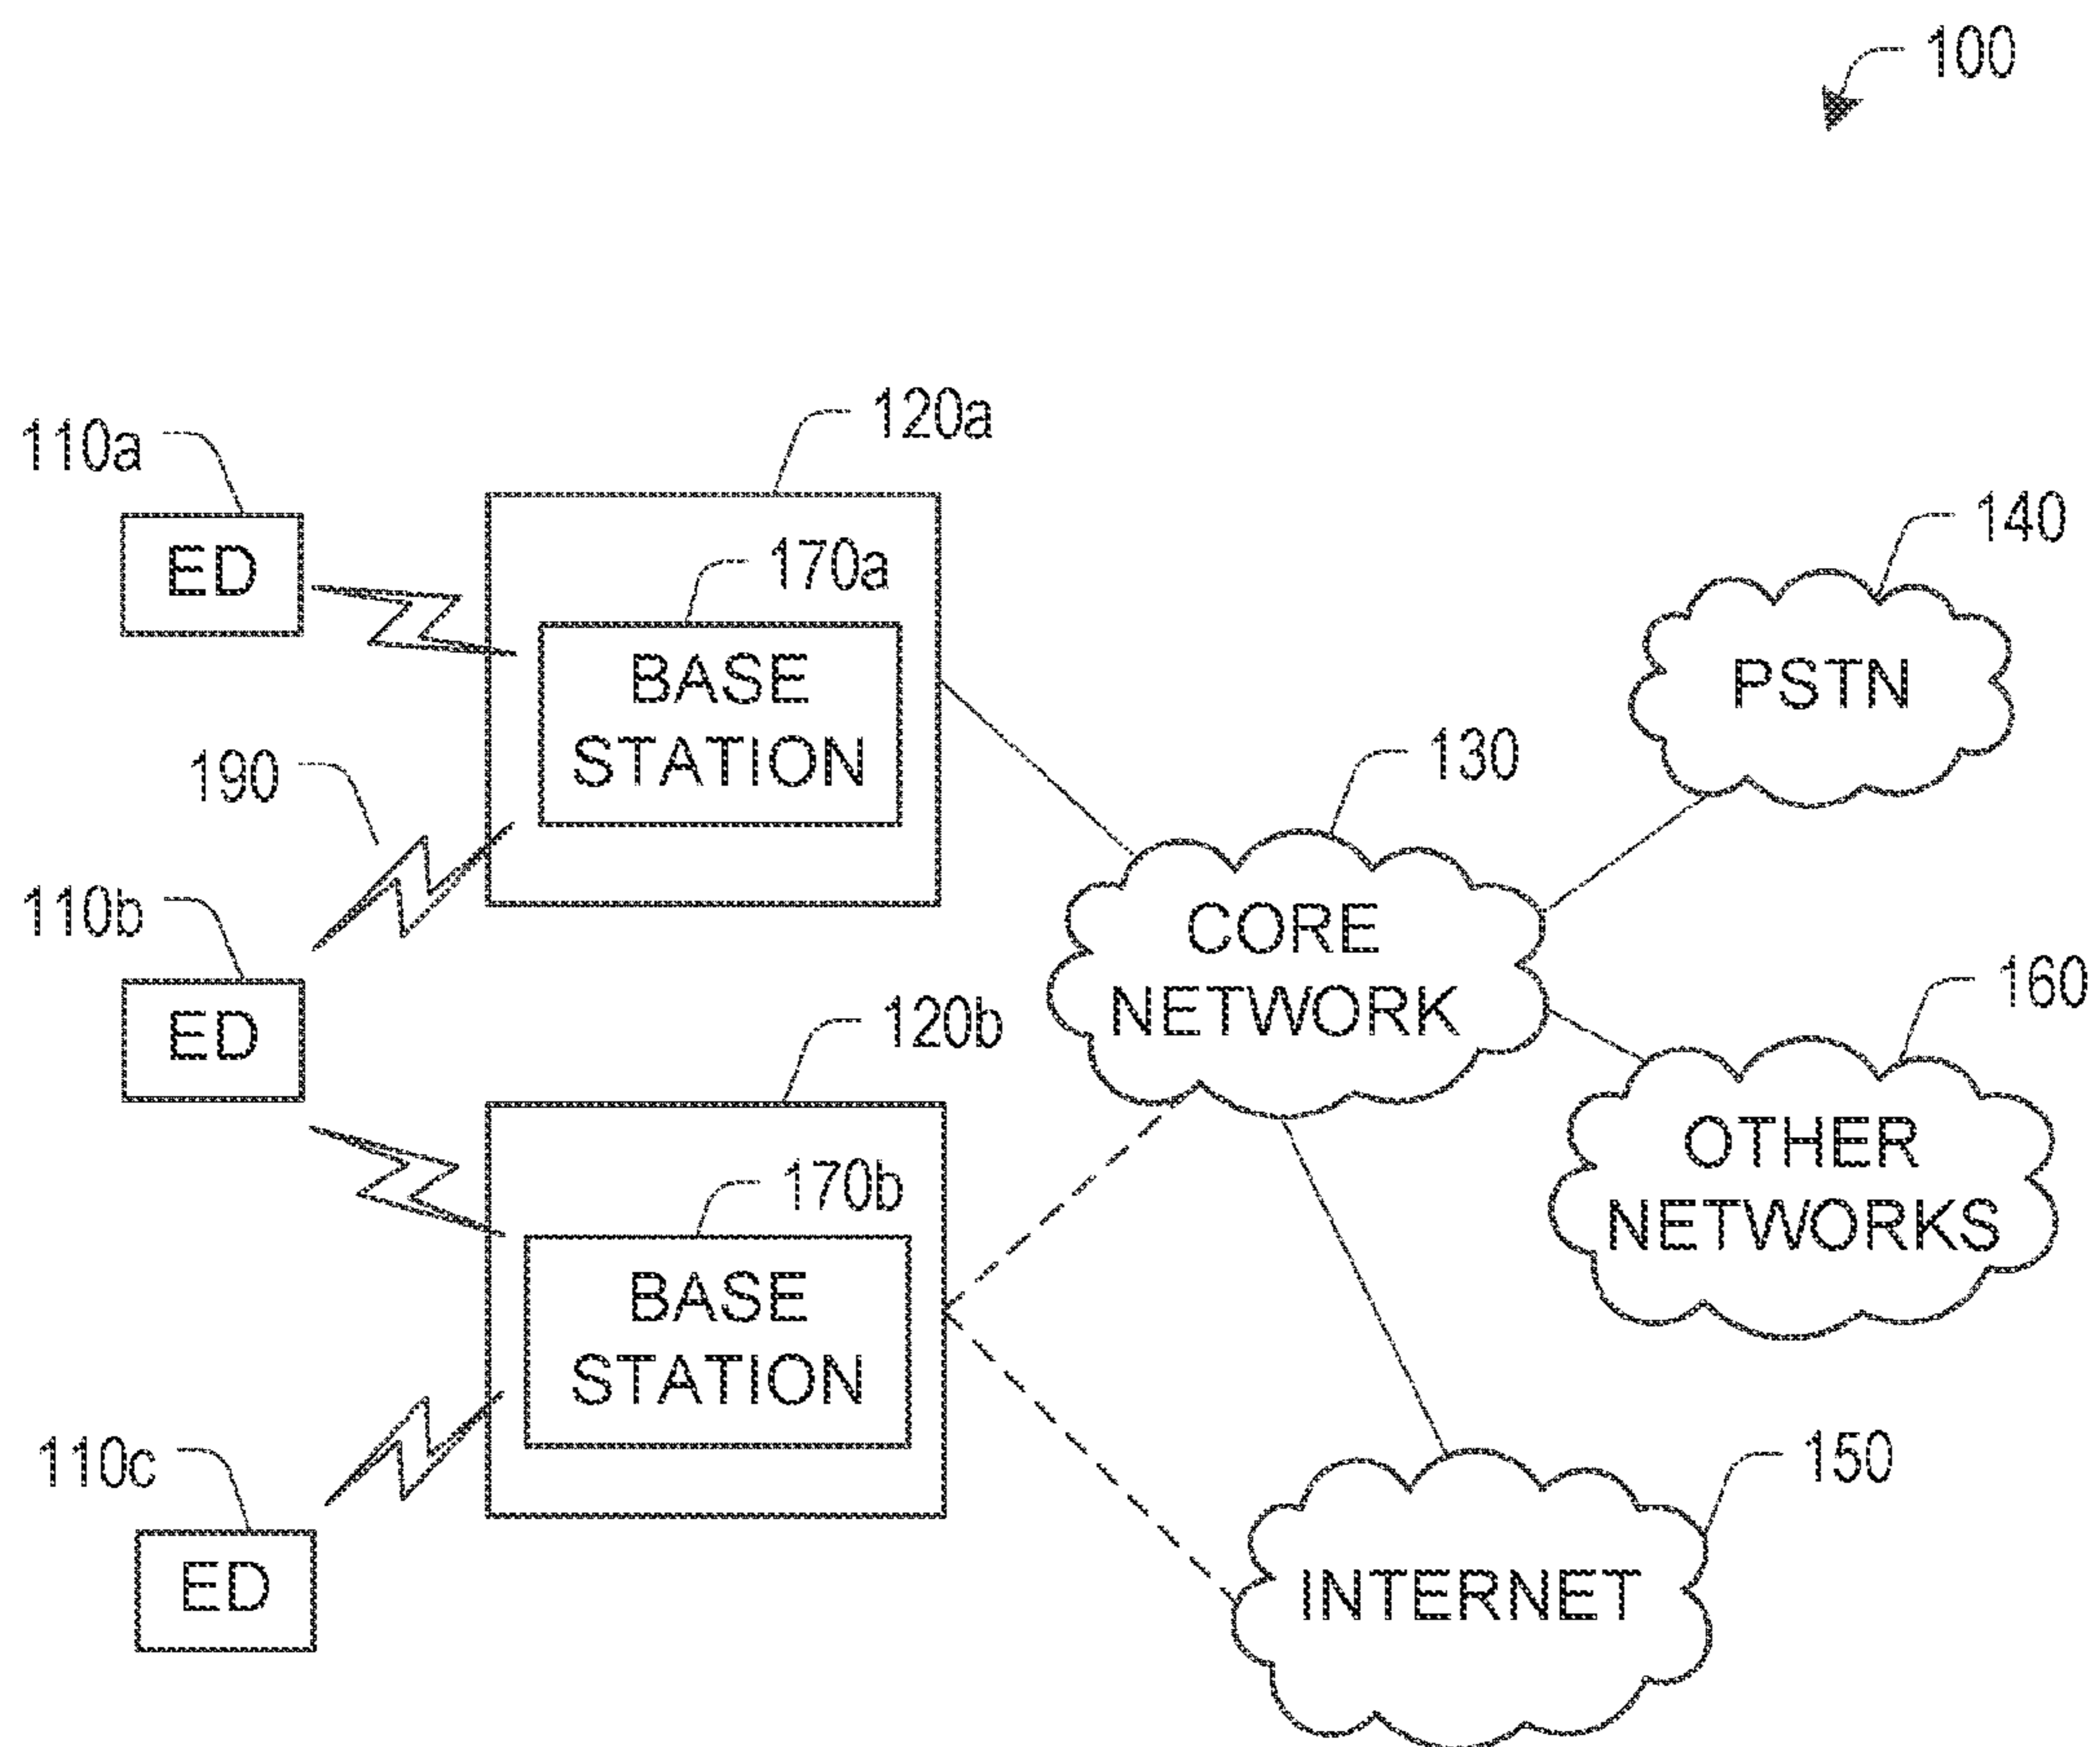 100
120a
110a
ED
170a
140
BASE
STATION
PSTN
190
130
110b
CORE
NETWORK
ED
120b
160
170b
OTHER
NETWORKS
BASE
STATION
110c
150
ED
INTERNET